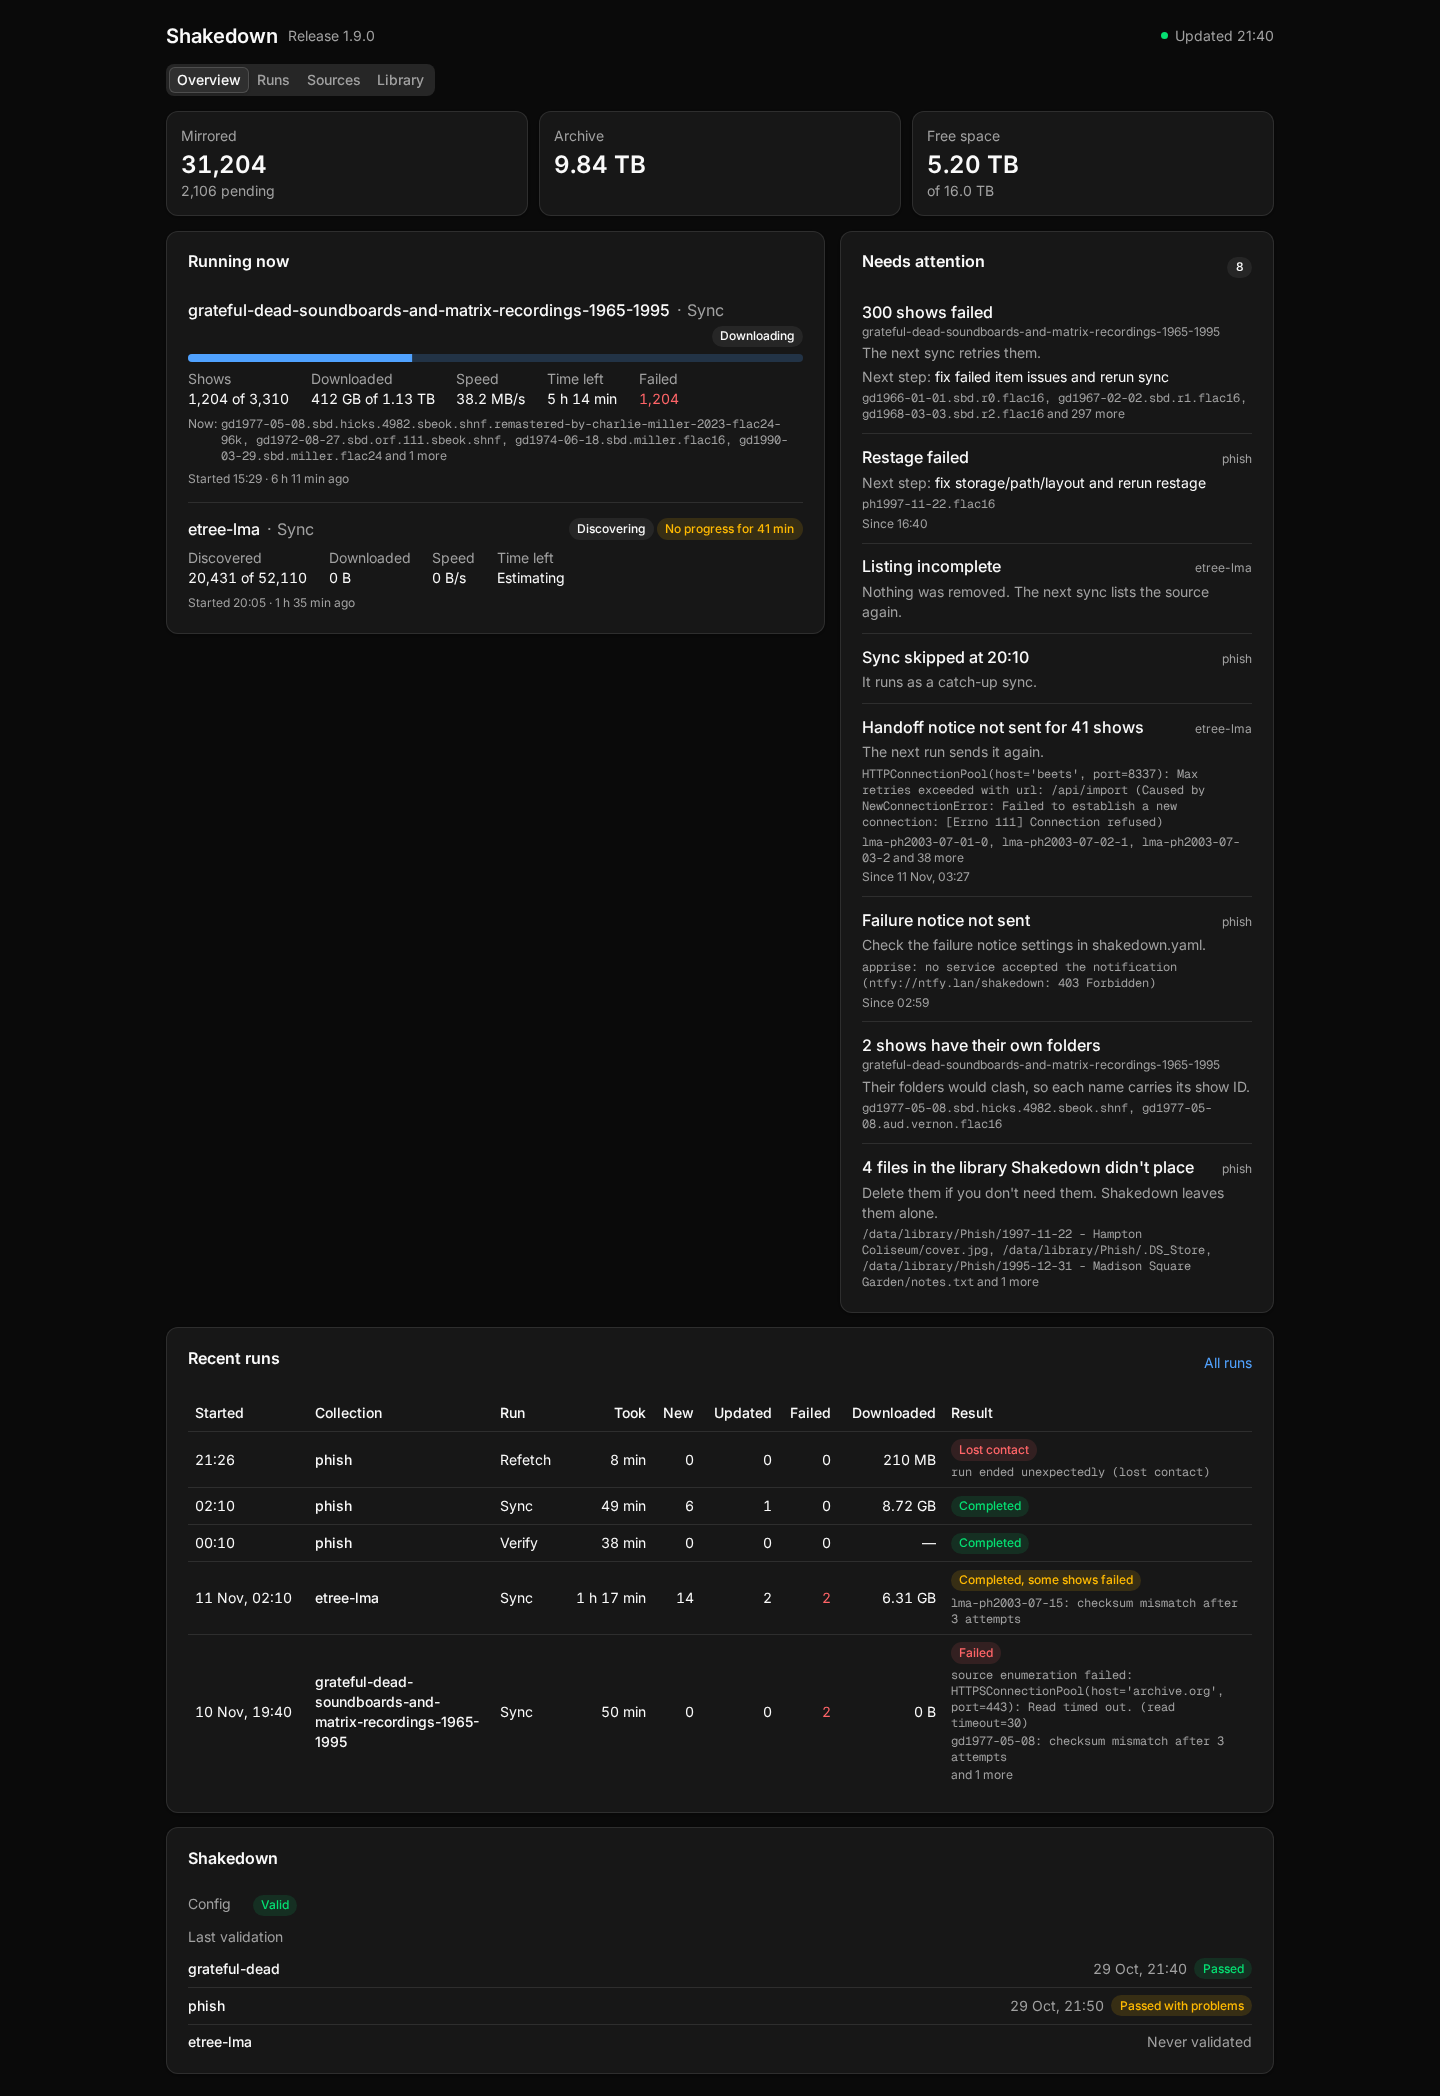 Shakedown Release 1.9.0
Updated 21:40
Overview Runs Sources Library
Mirrored
31,204
2,106 pending
Archive
9.84 TB
Free space
5.20 TB
of 16.0 TB
Running now
grateful-dead-soundboards-and-matrix-recordings-1965-1995 · Sync
Downloading
Shows Downloaded Speed Time left Failed
1,204 of 3,310 412 GB of 1.13 TB 38.2 MB/s 5 h 14 min 1,204
Now: gd1977-05-08.sbd.hicks.4982.sbeok.shnf.remastered-by-charlie-miller-2023-flac24-
96k, gd1972-08-27.sbd.orf.111.sbeok.shnf, gd1974-06-18.sbd.miller.flac16, gd1990-
03-29.sbd.miller.flac24 and 1 more
Started 15:29 · 6 h 11 min ago
etree-lma · Sync Discovering No progress for 41 min
Discovered Downloaded Speed Time left
20,431 of 52,110 0 B 0 B/s Estimating
Started 20:05 · 1 h 35 min ago
Needs attention 8
300 shows failed
grateful-dead-soundboards-and-matrix-recordings-1965-1995
The next sync retries them.
Next step: fix failed item issues and rerun sync
gd1966-01-01.sbd.r0.flac16, gd1967-02-02.sbd.r1.flac16,
gd1968-03-03.sbd.r2.flac16 and 297 more
Restage failed phish
Next step: fix storage/path/layout and rerun restage
ph1997-11-22.flac16
Since 16:40
Listing incomplete etree-lma
Nothing was removed. The next sync lists the source
again.
Sync skipped at 20:10 phish
It runs as a catch-up sync.
Handoff notice not sent for 41 shows etree-lma
The next run sends it again.
HTTPConnectionPool(host='beets', port=8337): Max
retries exceeded with url: /api/import (Caused by
NewConnectionError: Failed to establish a new
connection: [Errno 111] Connection refused)
lma-ph2003-07-01-0, lma-ph2003-07-02-1, lma-ph2003-07-
03-2 and 38 more
Since 11 Nov, 03:27
Failure notice not sent phish
Check the failure notice settings in shakedown.yaml.
apprise: no service accepted the notification
(ntfy://ntfy.lan/shakedown: 403 Forbidden)
Since 02:59
2 shows have their own folders
grateful-dead-soundboards-and-matrix-recordings-1965-1995
Their folders would clash, so each name carries its show ID.
gd1977-05-08.sbd.hicks.4982.sbeok.shnf, gd1977-05-
08.aud.vernon.flac16
4 files in the library Shakedown didn't place phish
Delete them if you don't need them. Shakedown leaves
them alone.
/data/library/Phish/1997-11-22 - Hampton
Coliseum/cover.jpg, /data/library/Phish/.DS_Store,
/data/library/Phish/1995-12-31 - Madison Square
Garden/notes.txt and 1 more
Recent runs All runs
Started Collection Run Took New Updated Failed Downloaded Result
21:26 phish Refetch 8 min 0 0 0 210 MB Lost contact
run ended unexpectedly (lost contact)
02:10 phish Sync 49 min 6 1 0 8.72 GB Completed
00:10 phish Verify 38 min 0 0 0 — Completed
11 Nov, 02:10 etree-lma Sync 1 h 17 min 14 2 2 6.31 GB Completed, some shows failed
lma-ph2003-07-15: checksum mismatch after
3 attempts
10 Nov, 19:40 grateful-dead-
soundboards-and-
matrix-recordings-1965-
1995
Sync 50 min 0 0 2 0 B
Failed
source enumeration failed:
HTTPSConnectionPool(host='archive.org',
port=443): Read timed out. (read
timeout=30)
gd1977-05-08: checksum mismatch after 3
attempts
and 1 more
Shakedown
Config Valid
Last validation
grateful-dead 29 Oct, 21:40 Passed
phish 29 Oct, 21:50 Passed with problems
etree-lma Never validated